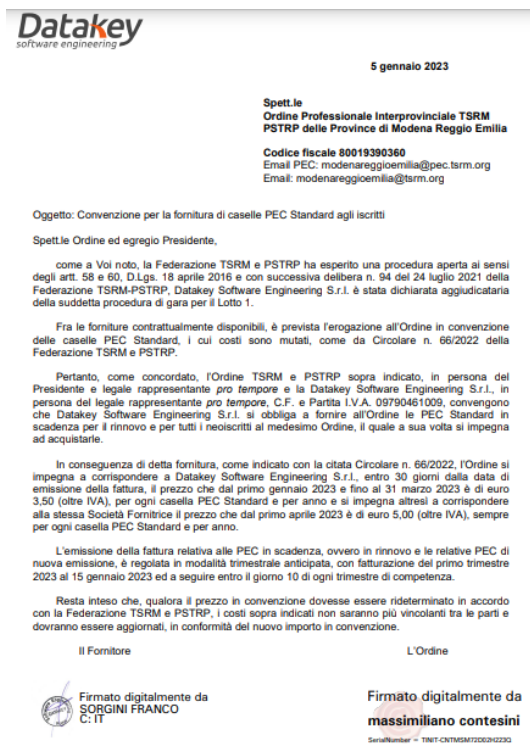 Datakey
software engineering
5 gennaio 2023
Spett.le
Ordine Professionale Interprovinciale TSRM
PSTRP delle Province di Modena Reggio Emilia
Codice fiscale 80019390360
Email PEC: modenareggioemilia@pec.tsrm.org
Email: modenareggioemilia@tsrm.org
Oggetto: Convenzione per la fornitura di caselle PEC Standard agli iscritti
Spett.le Ordine ed egregio Presidente,
come a Voi noto, la Federazione TSRM e PSTRP ha esperito una procedura aperta ai sensi
degli artt. 58 e 60, D.Lgs. 18 aprile 2016 e con successiva delibera n. 94 del 24 luglio 2021 della
Federazione TSRM-PSTRP, Datakey Software Engineering S.r.l. è stata dichiarata aggiudicataria
della suddetta procedura di gara per il Lotto 1.
Fra le forniture contrattualmente disponibili, è prevista l'erogazione all'Ordine in convenzione
delle caselle PEC Standard, i cui costi sono mutati, come da Circolare n. 66/2022 della
Federazione TSRM e PSTRP.
Pertanto, come concordato, l'Ordine TSRM e PSTRP sopra indicato, in persona del
Presidente e legale rappresentante pro tempore e la Datakey Software Engineering S.r.l., in
persona del legale rappresentante pro tempore, C.F. e Partita I.V.A. 09790461009, convengono
che Datakey Software Engineering S.r.l. si obbliga a fornire all'Ordine le PEC Standard in
scadenza per il rinnovo e per tutti i neoiscritti al medesimo Ordine, il quale a sua volta si impegna
ad acquistarle.
In conseguenza di detta fornitura, come indicato con la citata Circolare n. 66/2022, l'Ordine si
impegna a corrispondere a Datakey Software Engineering S.r.l., entro 30 giorni dalla data di
emissione della fattura, il prezzo che dal primo gennaio 2023 e fino al 31 marzo 2023 è di euro
3,50 (oltre IVA), per ogni casella PEC Standard e per anno e si impegna altresì a corrispondere
alla stessa Società Fornitrice il prezzo che dal primo aprile 2023 è di euro 5,00 (oltre IVA), sempre
per ogni casella PEC Standard e per anno.
L'emissione della fattura relativa alle PEC in scadenza, ovvero in rinnovo e le relative PEC di
nuova emissione, è regolata in modalità trimestrale anticipata, con fatturazione del primo trimestre
2023 al 15 gennaio 2023 ed a seguire entro il giorno 10 di ogni trimestre di competenza.
Resta inteso che, qualora il prezzo in convenzione dovesse essere rideterminato in accordo
con la Federazione TSRM e PSTRP, i costi sopra indicati non saranno più vincolanti tra le parti e
dovranno essere aggiornati, in conformità del nuovo importo in convenzione.
Il Fornitore L'Ordine
Firmato digitalmente da
SORGINI FRANCO
C: IT
Firmato digitalmente da
massimiliano contesini
SerialNumber = TINIT-CNTMSM72D02H223Q